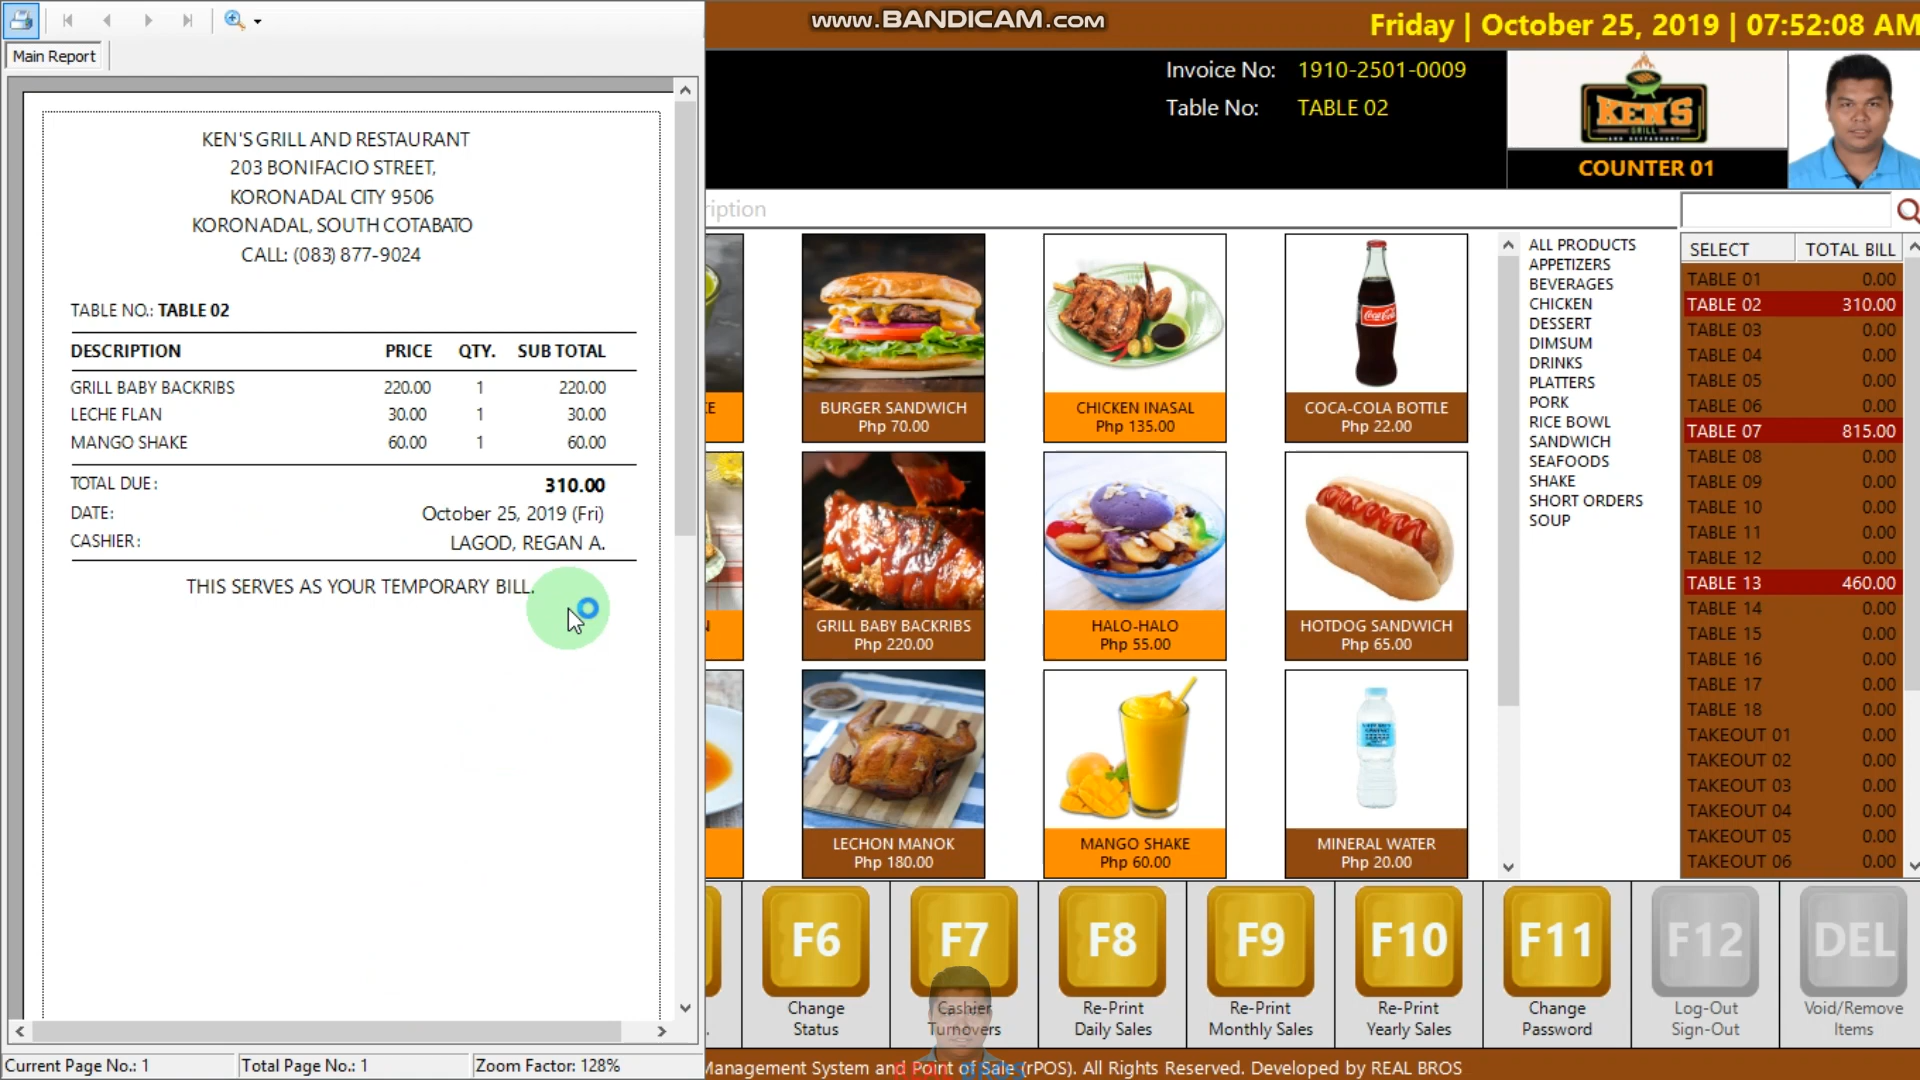 Main Report
KEN'S GRILL AND RESTAURANT
203 BONIFACIO STREET,
KORONADAL CITY 9506
KORONADAL, SOUTH COTABATO
CALL: (083) 877-9024
TABLE NO.: TABLE 02
DESCRIPTION PRICE QTY. SUB TOTAL
GRILL BABY BACKRIBS 220.00 1 220.00
LECHE FLAN 30.00 1 30.00
MANGO SHAKE 60.00 1 60.00
TOTAL DUE: 310.00
DATE: October 25, 2019 (Fri)
CASHIER: LAGOD, REGAN A.
THIS SERVES AS YOUR TEMPORARY BILL.
Current Page No.: 1 Total Page No.: 1 Zoom Factor: 128%
www.BANDICAM.com
Friday | October 25, 2019 | 07:52:08 AM
Invoice No: 1910-2501-0009
Table No: TABLE 02
KEN'S
GRILL
AND RESTAURANT
COUNTER 01
ription
BURGER SANDWICH
Php 70.00
CHICKEN INASAL
Php 135.00
COCA-COLA BOTTLE
Php 22.00
Coca-Cola
GRILL BABY BACKRIBS
Php 220.00
HALO-HALO
Php 55.00
HOTDOG SANDWICH
Php 65.00
LECHON MANOK
Php 180.00
MANGO SHAKE
Php 60.00
MINERAL WATER
Php 20.00
ALL PRODUCTS
APPETIZERS
BEVERAGES
CHICKEN
DESSERT
DIMSUM
DRINKS
PLATTERS
PORK
RICE BOWL
SANDWICH
SEAFOODS
SHAKE
SHORT ORDERS
SOUP
SELECT TOTAL BILL
TABLE 01 0.00
TABLE 02 310.00
TABLE 03 0.00
TABLE 04 0.00
TABLE 05 0.00
TABLE 06 0.00
TABLE 07 815.00
TABLE 08 0.00
TABLE 09 0.00
TABLE 10 0.00
TABLE 11 0.00
TABLE 12 0.00
TABLE 13 460.00
TABLE 14 0.00
TABLE 15 0.00
TABLE 16 0.00
TABLE 17 0.00
TABLE 18 0.00
TAKEOUT 01 0.00
TAKEOUT 02 0.00
TAKEOUT 03 0.00
TAKEOUT 04 0.00
TAKEOUT 05 0.00
TAKEOUT 06 0.00
F6 F7 F8 F9 F10 F11 F12 DEL
Change Cashier Re-Print Re-Print Re-Print Change Log-Out Void/Remove
Status Turnovers Daily Sales Monthly Sales Yearly Sales Password Sign-Out Items
Management System and Point of Sale (rPOS). All Rights Reserved. Developed by REAL BROS